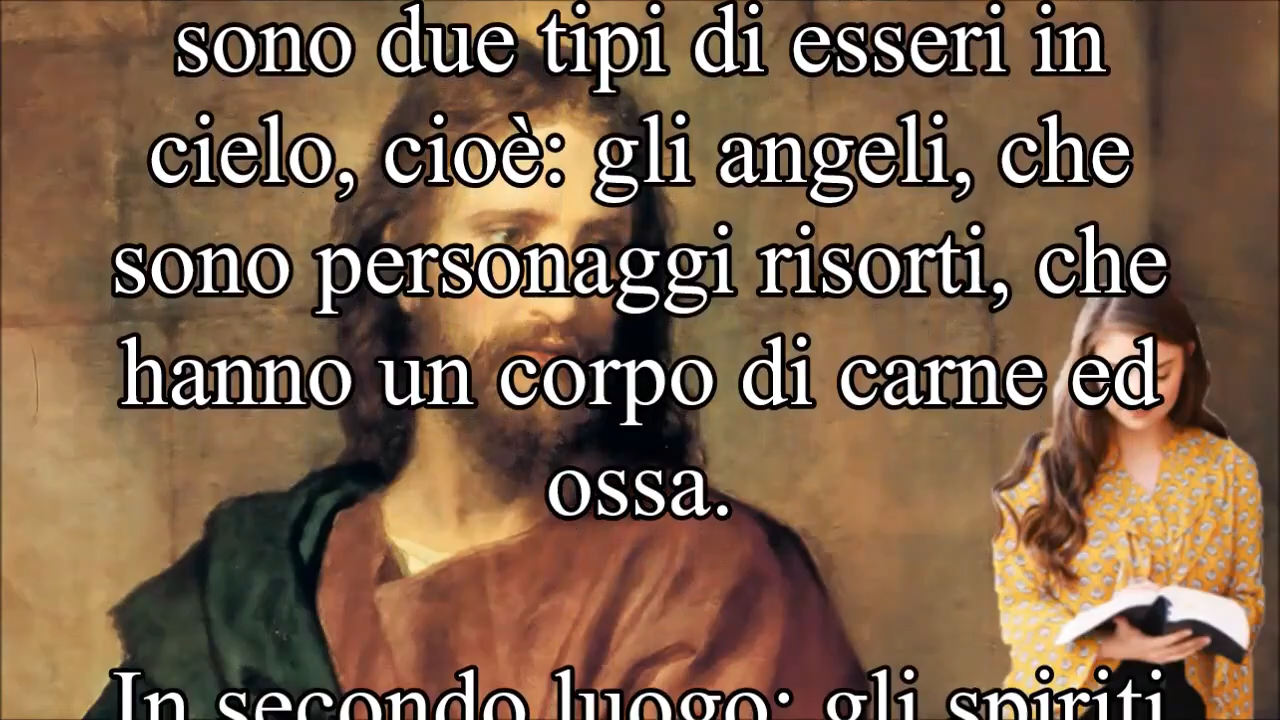 sono due tipi di esseri in
cielo, cioè: gli angeli, che
sono personaggi risorti, che
hanno un corpo di carne ed
ossa.
In secondo luogo: gli spiriti